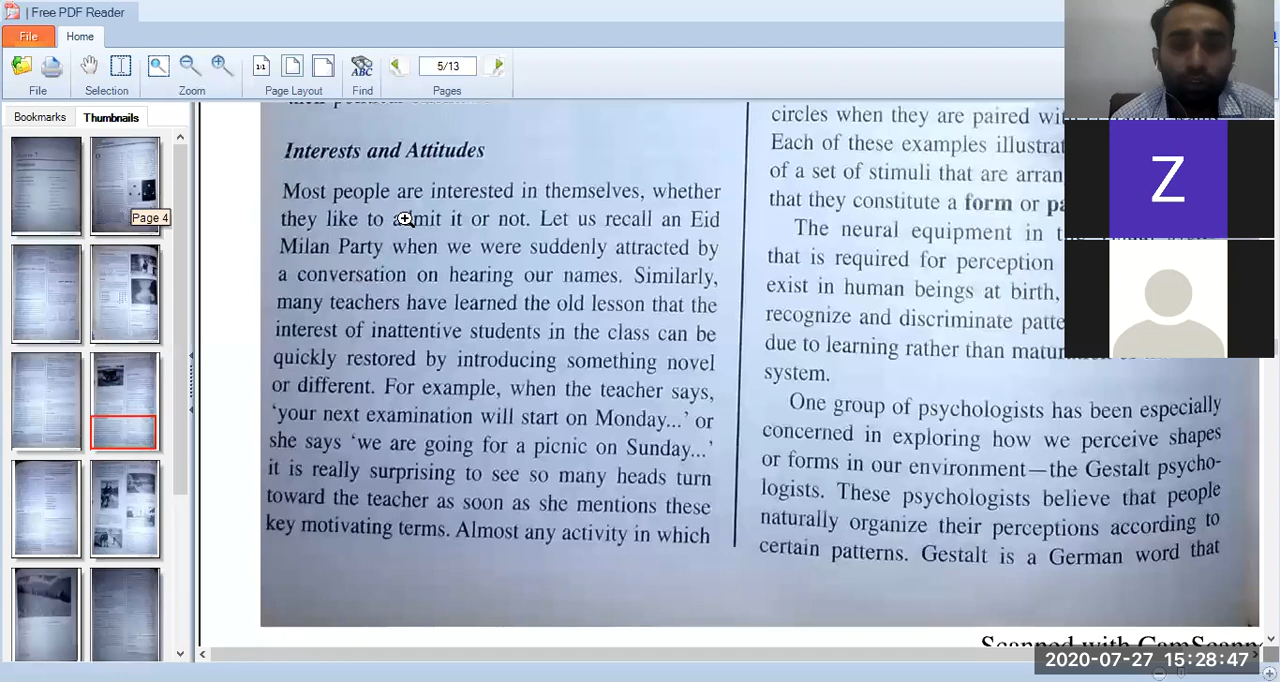 | Free PDF Reader
File
Home
File
Selection
Zoom
1:1
Page Layout
ABC
Find
5/13
Pages
Bookmarks
Thumbnails
Page 4
Interests and Attitudes
Most people are interested in themselves, whether
they like to admit it or not. Let us recall an Eid
Milan Party when we were suddenly attracted by
a conversation on hearing our names. Similarly,
many teachers have learned the old lesson that the
interest of inattentive students in the class can be
quickly restored by introducing something novel
or different. For example, when the teacher says,
‘your next examination will start on Monday...’ or
she says ‘we are going for a picnic on Sunday...’
it is really surprising to see so many heads turn
toward the teacher as soon as she mentions these
key motivating terms. Almost any activity in which
circles when they are paired
Each of these examples
of a set of stimuli that are
that they constitute a form or
The neural equipment in
that is required for perception
exist in human beings at birth,
recognize and discriminate
due to learning rather than
system.
One group of psychologists has been especially
concerned in exploring how we perceive shapes
or forms in our environment—the Gestalt psycho-
logists. These psychologists believe that people
naturally organize their perceptions according to
certain patterns. Gestalt is a German word that
Z
Scanned with
2020-07-27 15:28:47